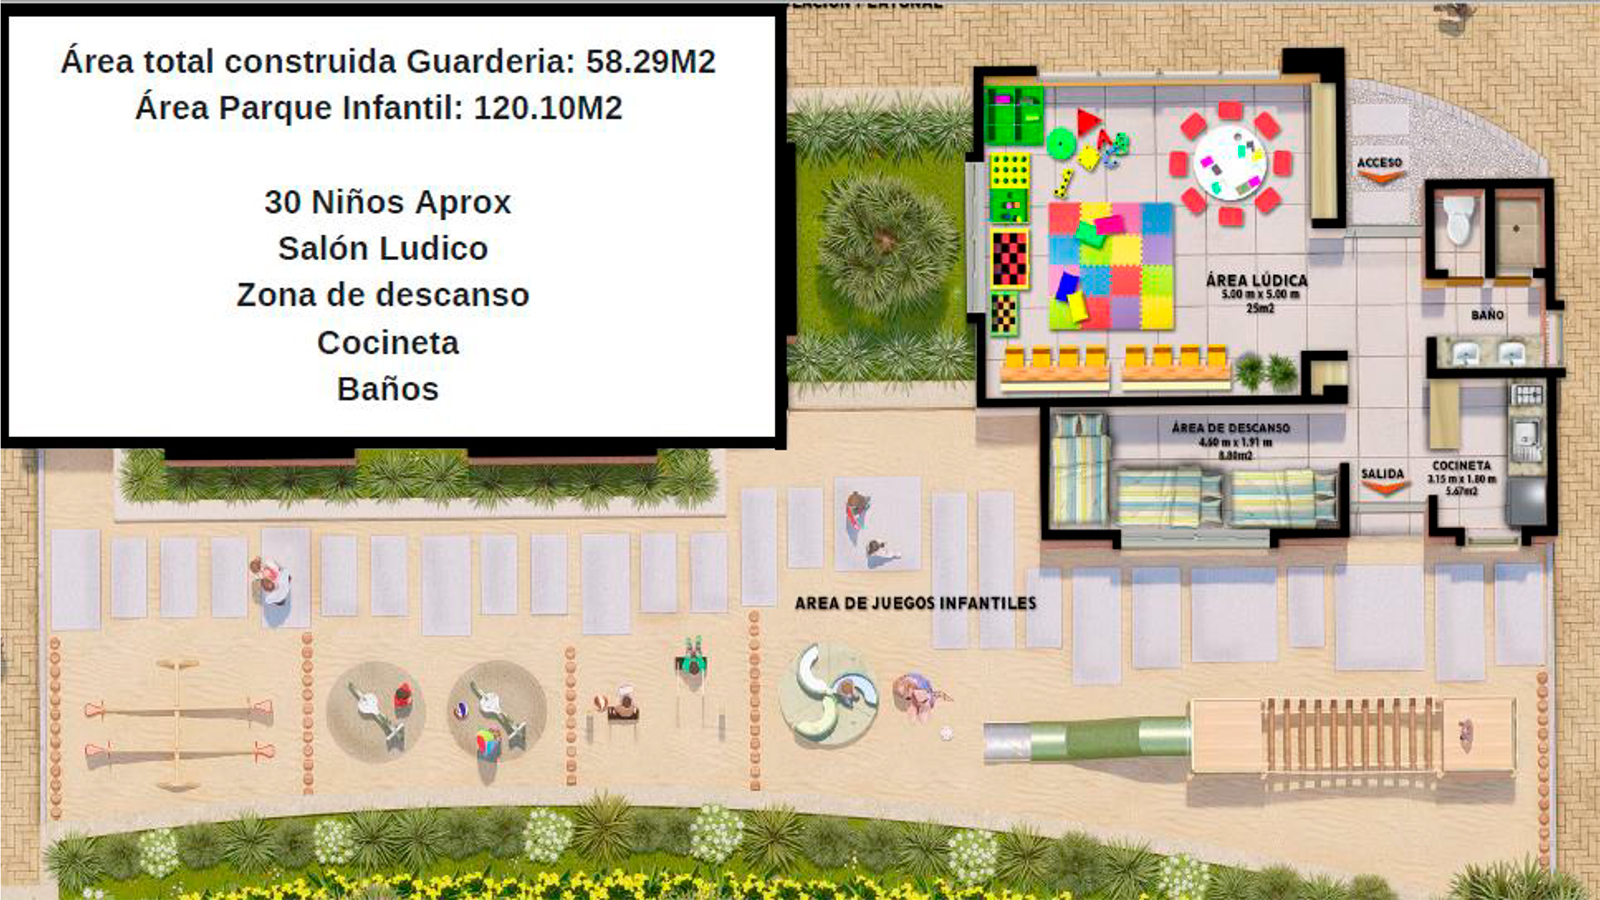 Área total construida Guarderia: 58.29M2
Área Parque Infantil: 120.10M2
30 Niños Aprox
Salón Ludico
Zona de descanso
Cocineta
Baños
ACCESO
ÁREA LÚDICA
5.00 m x 5.00 m
25m2
BAÑO
ÁREA DE DESCANSO
4.60 m x 1.91 m
8.80m2
SALIDA
COCINETA
3.15 m x 1.80 m
5.67m2
AREA DE JUEGOS INFANTILES